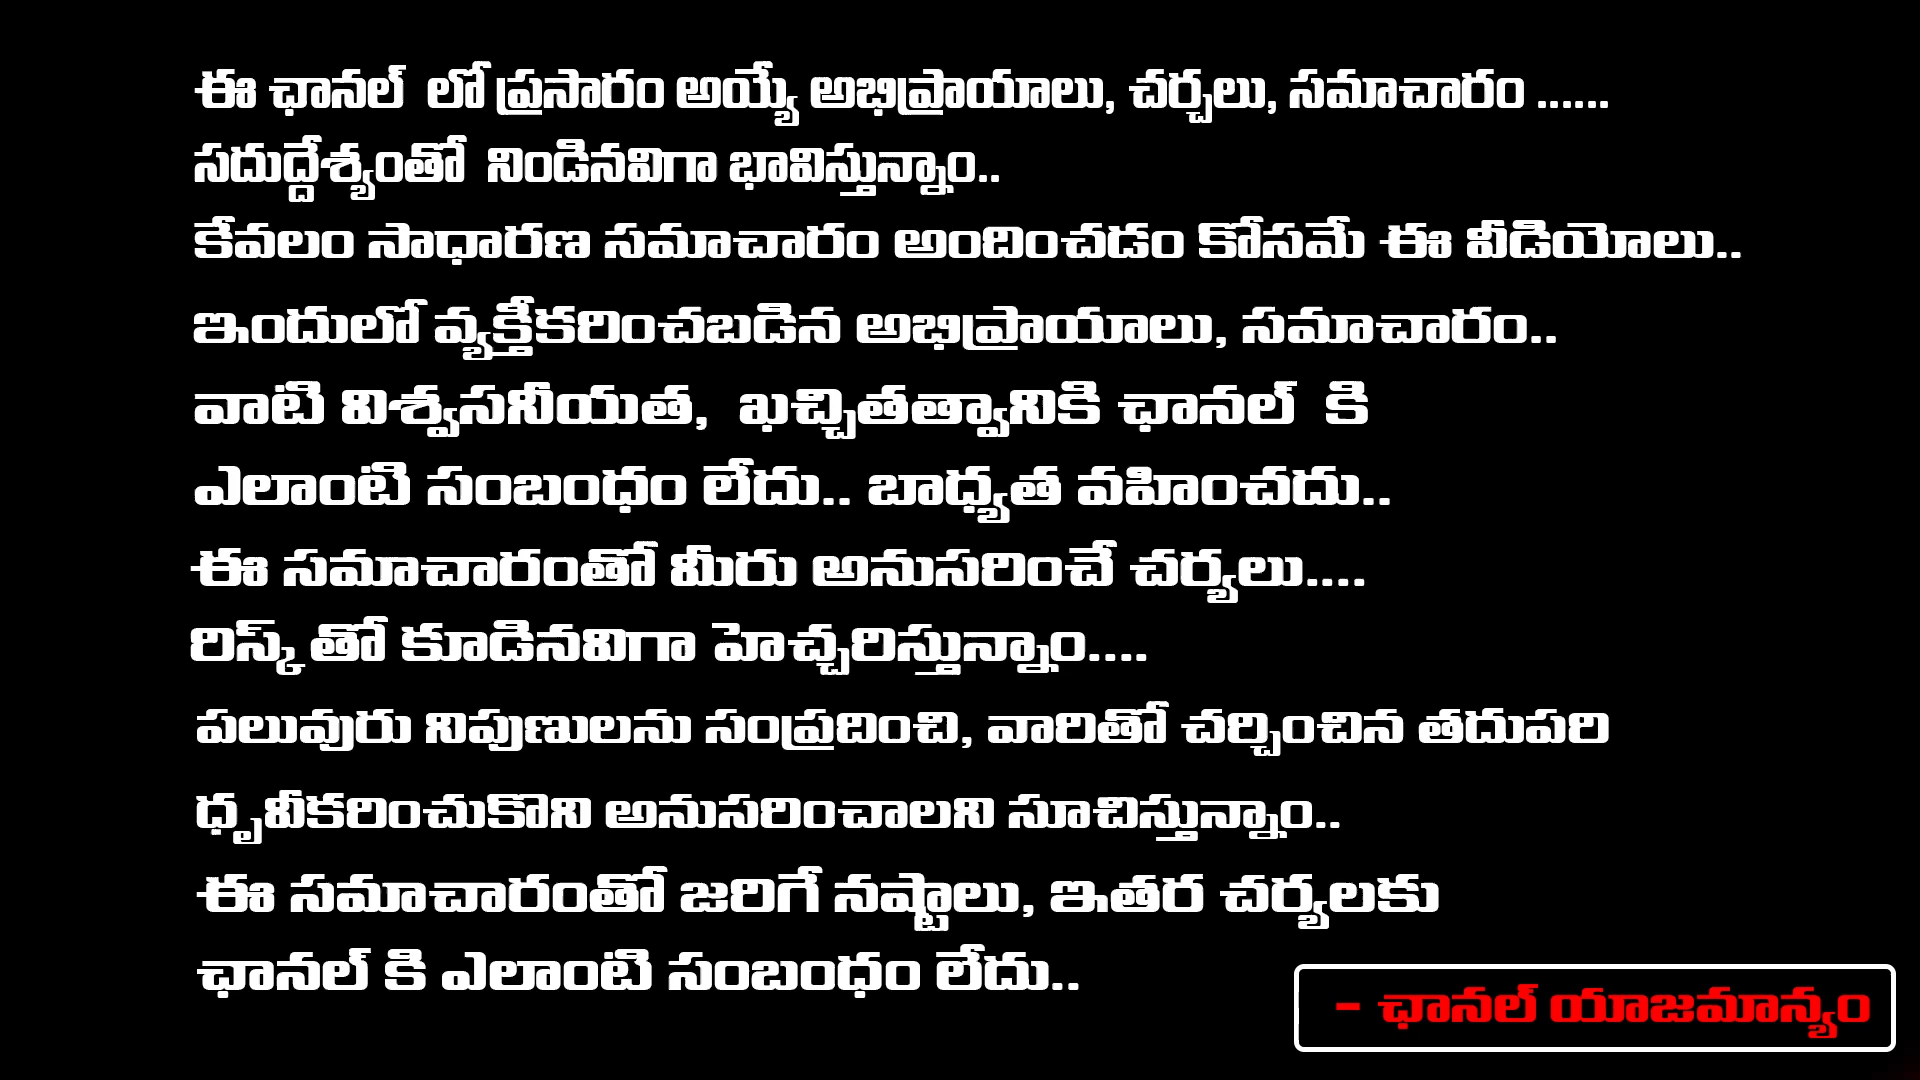 ఈ ఛానల్ లో ప్రసారం అయ్యే అభిప్రాయాలు, చర్చలు, సమాచారం ......
సదుద్దేశ్యంతో నిండినవిగా భావిస్తున్నాం..
కేవలం సాధారణ సమాచారం అందించడం కోసమే ఈ వీడియోలు..
ఇందులో వ్యక్తీకరించబడిన అభిప్రాయాలు, సమాచారం..
వాటి విశ్వసనీయత, ఖచ్చితత్వానికి ఛానల్ కి
ఎలాంటి సంబంధం లేదు.. బాధ్యత వహించదు..
ఈ సమాచారంతో మీరు అనుసరించే చర్యలు....
రిస్క్ తో కూడినవిగా హెచ్చరిస్తున్నాం....
పలువురు నిపుణులను సంప్రదించి, వారితో చర్చించిన తదుపరి
ధృవీకరించుకొని అనుసరించాలని సూచిస్తున్నాం..
ఈ సమాచారంతో జరిగే నష్టాలు, ఇతర చర్యలకు
ఛానల్ కి ఎలాంటి సంబంధం లేదు..
- ఛానల్ యాజమాన్యం